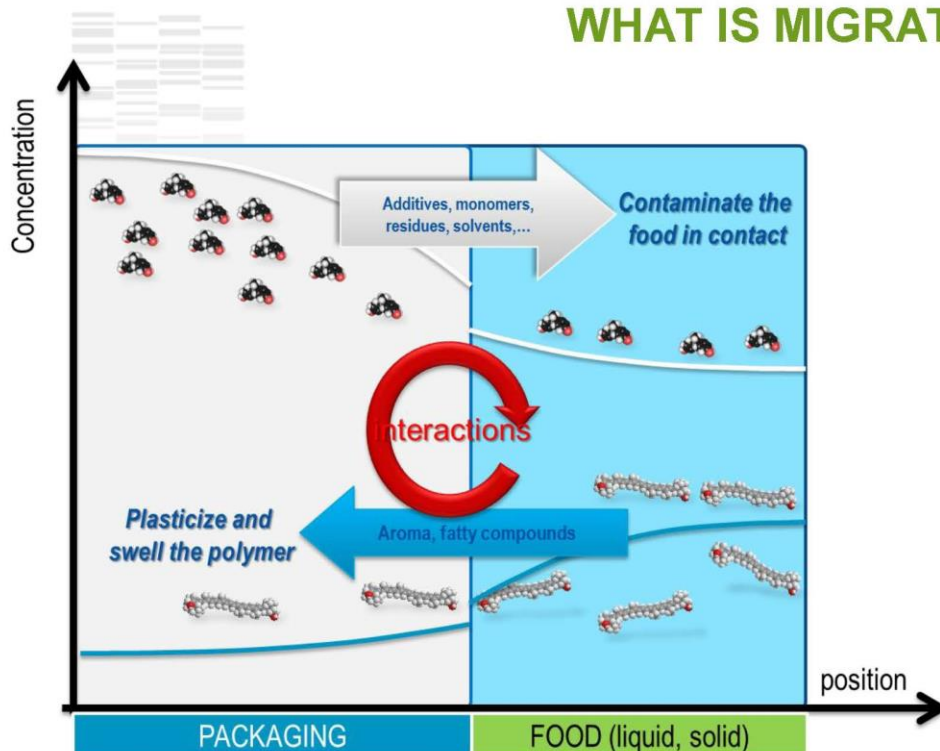 WHAT IS MIGRAT
Concentration
Additives, monomers,
residues, solvents,...
Contaminate the
food in contact
interactions
Plasticize and
swell the polymer
Aroma, fatty compounds
position
PACKAGING
FOOD (liquid, solid)